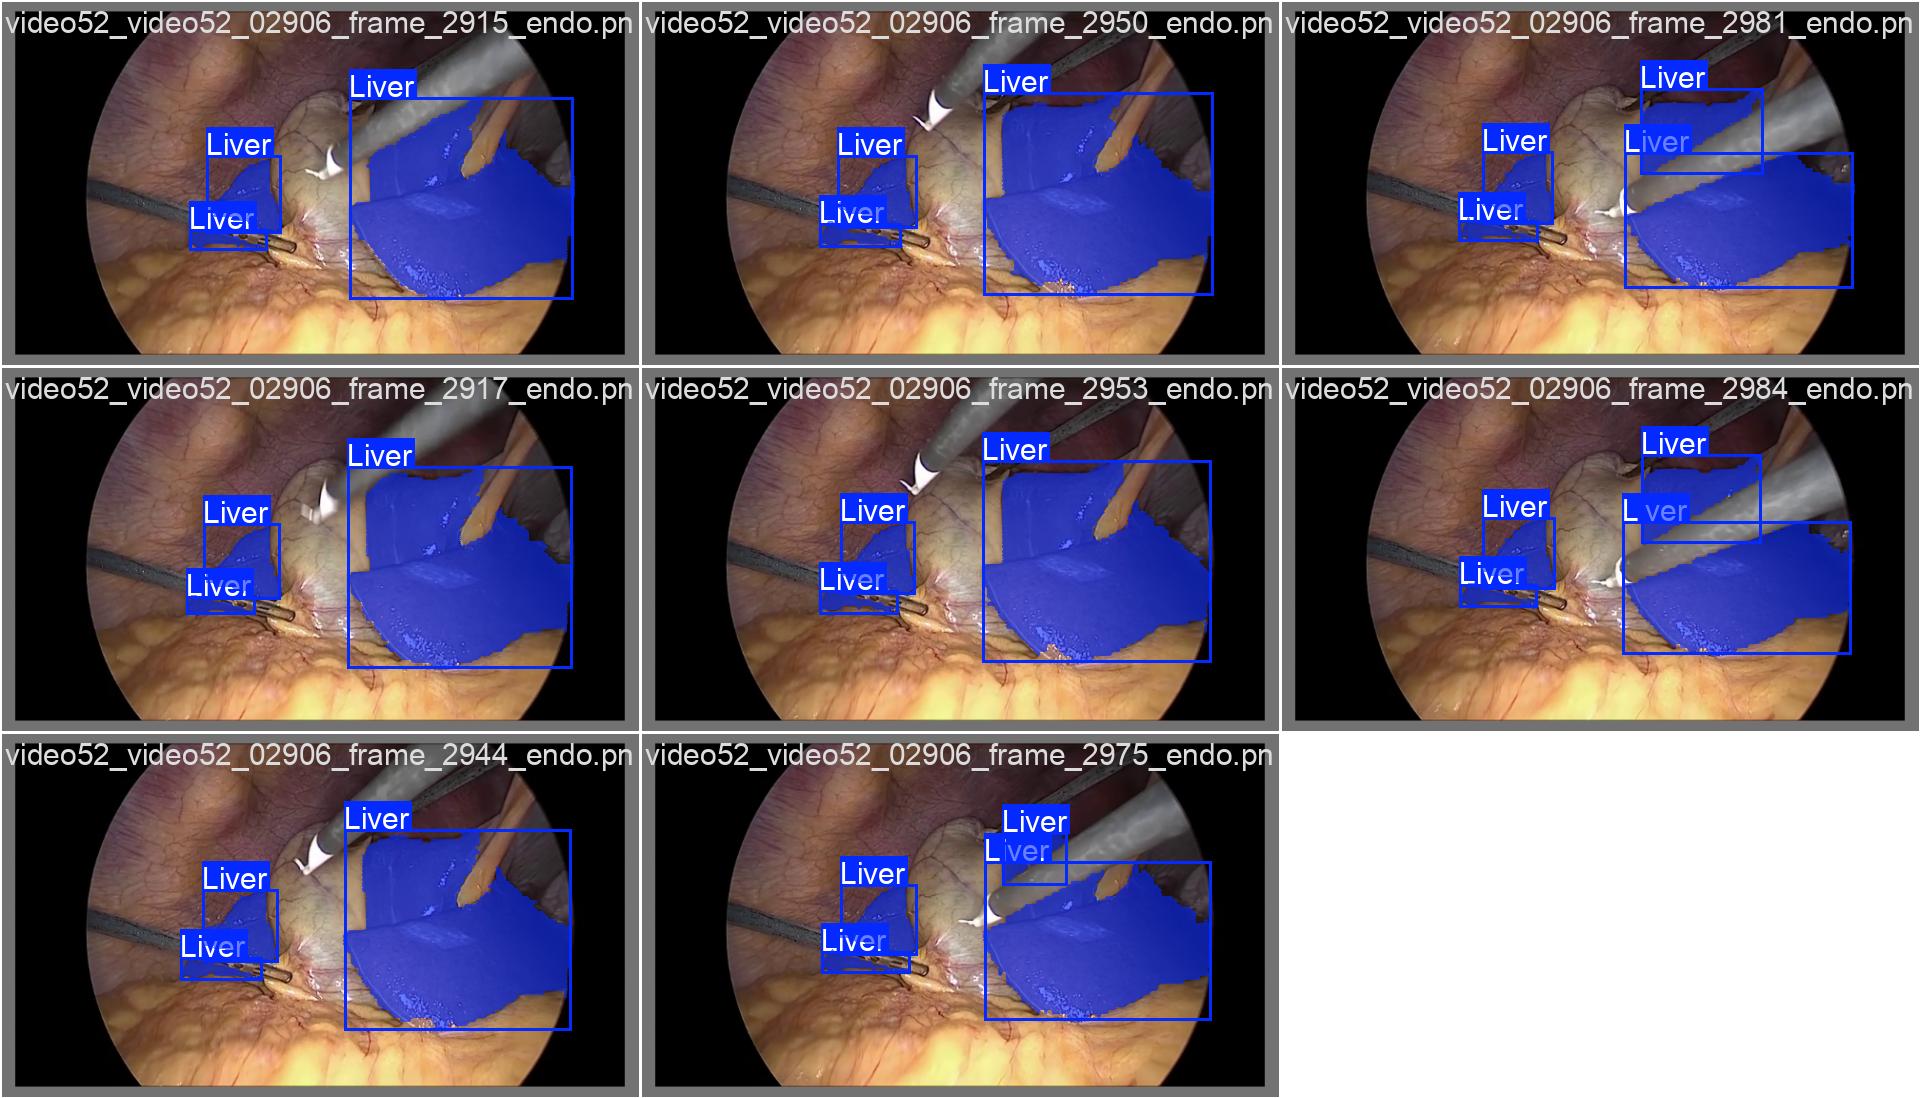 video52_video52_02906_frame_2915_endo.pn
Liver
Liver
Liver
video52_video52_02906_frame_2950_endo.pn
Liver
Liver
Liver
video52_video52_02906_frame_2981_endo.pn
Liver
Liver
Liver
Liver
video52_video52_02906_frame_2917_endo.pn
Liver
Liver
Liver
video52_video52_02906_frame_2953_endo.pn
Liver
Liver
Liver
video52_video52_02906_frame_2984_endo.pn
Liver
Liver
L ver
Liver
video52_video52_02906_frame_2944_endo.pn
Liver
Liver
Liver
video52_video52_02906_frame_2975_endo.pn
Liver
Liver
Liver
Liver